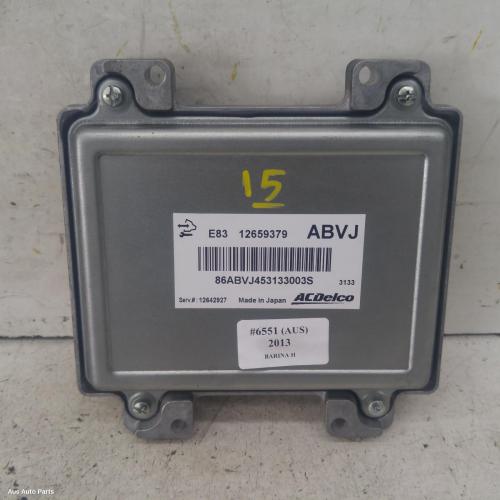 15
E83 12659379 ABVJ
86ABVJ453133003S
3133
Serv.#: 12642927 Made in Japan ACDelco
#6551 (AUS)
2013
BARINA H
Aus Auto Parts